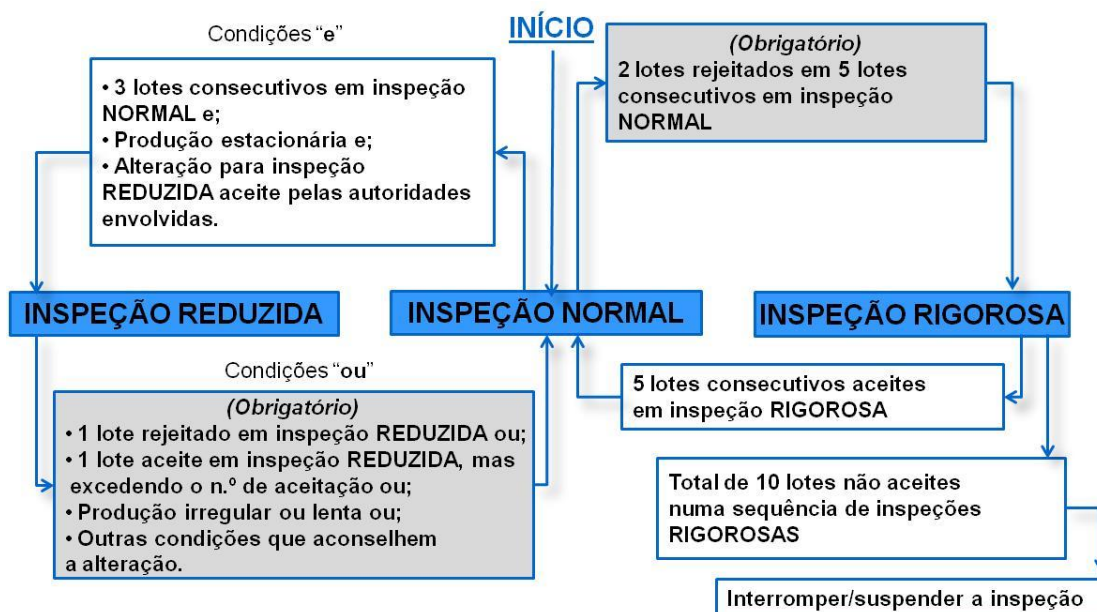 Condições “e”
INÍCIO
• 3 lotes consecutivos em inspeção
NORMAL e;
• Produção estacionária e;
• Alteração para inspeção
REDUZIDA aceite pelas autoridades
envolvidas.
(Obrigatório)
2 lotes rejeitados em 5 lotes
consecutivos em inspeção
NORMAL
INSPEÇÃO REDUZIDA
INSPEÇÃO NORMAL
INSPEÇÃO RIGOROSA
Condições “ou”
(Obrigatório)
• 1 lote rejeitado em inspeção REDUZIDA ou;
• 1 lote aceite em inspeção REDUZIDA, mas
excedendo o n.º de aceitação ou;
• Produção irregular ou lenta ou;
• Outras condições que aconselhem
a alteração.
5 lotes consecutivos aceites
em inspeção RIGOROSA
Total de 10 lotes não aceites
numa sequência de inspeções
RIGOROSAS
Interromper/suspender a inspeção